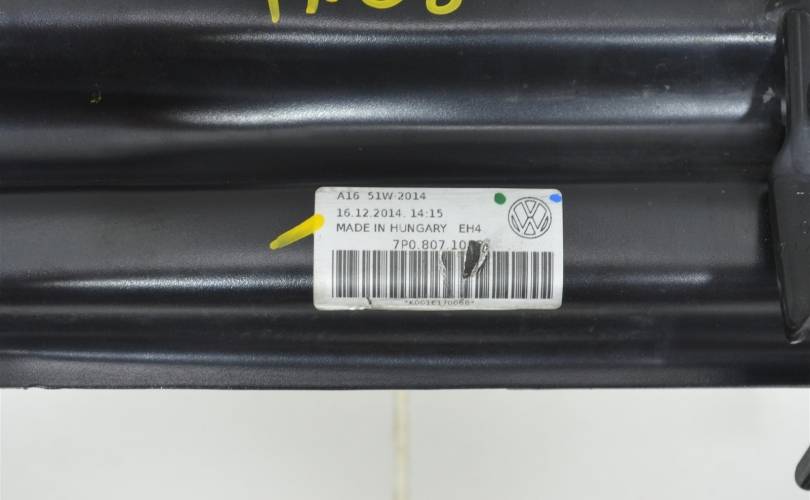 A16 51W-2014
16.12.2014. 14:15
MADE IN HUNGARY EH4
7P0.807.10